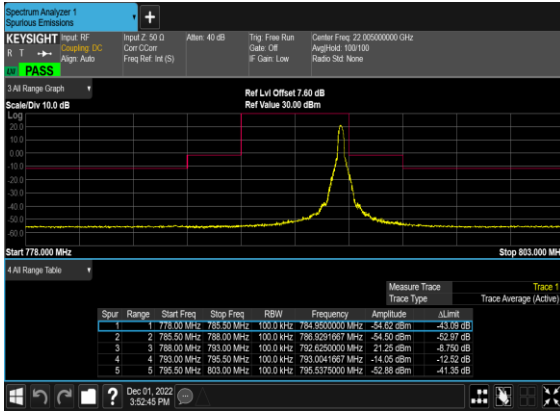 Spectrum Analyzer 1
Spurious Emissions
+
KEYSIGHT Input: RF Input Z: 50 Ω Atten: 40 dB Trig: Free Run Center Freq: 22.005000000 GHz
R T Coupling: DC Corr CCorr Gate: Off Avg|Hold: 100/100
Align: Auto Freq Ref: Int (S) IF Gain: Low Radio Std: None
PASS
3 All Range Graph
Ref Lvl Offset 7.60 dB
Scale/Div 10.0 dB Ref Value 30.00 dBm
Log
20.0
10.0
0.00
-10.0
-20.0
-30.0
-40.0
-50.0
-60.0
Start 778.000 MHz Stop 803.000 MHz
4 All Range Table
Measure Trace Trace 1
Trace Type Trace Average (Active)
Spur Range Start Freq Stop Freq RBW Frequency Amplitude ΔLimit
1 1 778.00 MHz 785.50 MHz 100.0 kHz 784.9500000 MHz -54.62 dBm -43.09 dB
2 2 785.50 MHz 788.00 MHz 100.0 kHz 786.9291667 MHz -54.50 dBm -52.97 dB
3 3 788.00 MHz 793.00 MHz 100.0 kHz 792.6250000 MHz 21.25 dBm -8.750 dB
4 4 793.00 MHz 795.50 MHz 100.0 kHz 793.0041667 MHz -14.05 dBm -12.52 dB
5 5 795.50 MHz 803.00 MHz 100.0 kHz 795.5375000 MHz -52.88 dBm -41.35 dB
?
Dec 01, 2022
3:52:45 PM